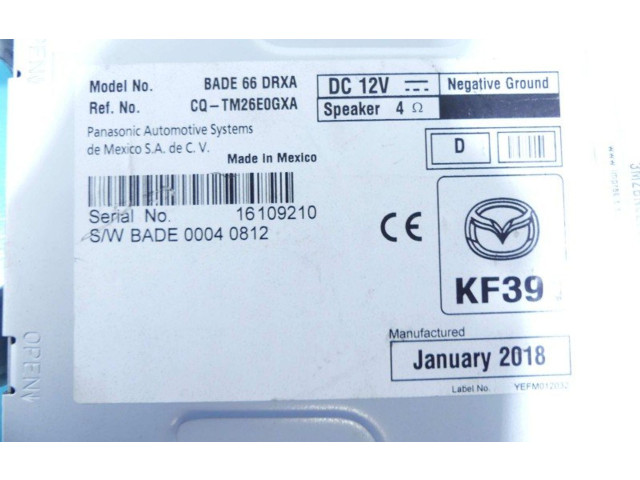 OPEN
Model No. BADE 66 DRXA
Ref. No. CQ-TM26E0GXA
DC 12V Negative Ground
Speaker 4 Ω
Panasonic Automotive Systems
de Mexico S.A. de C. V.
Made in Mexico
D
Serial No. 16109210
S/W BADE 0004 0812
CE
KF39
Manufactured
January 2018
Label No. YEFM012032
OPEN